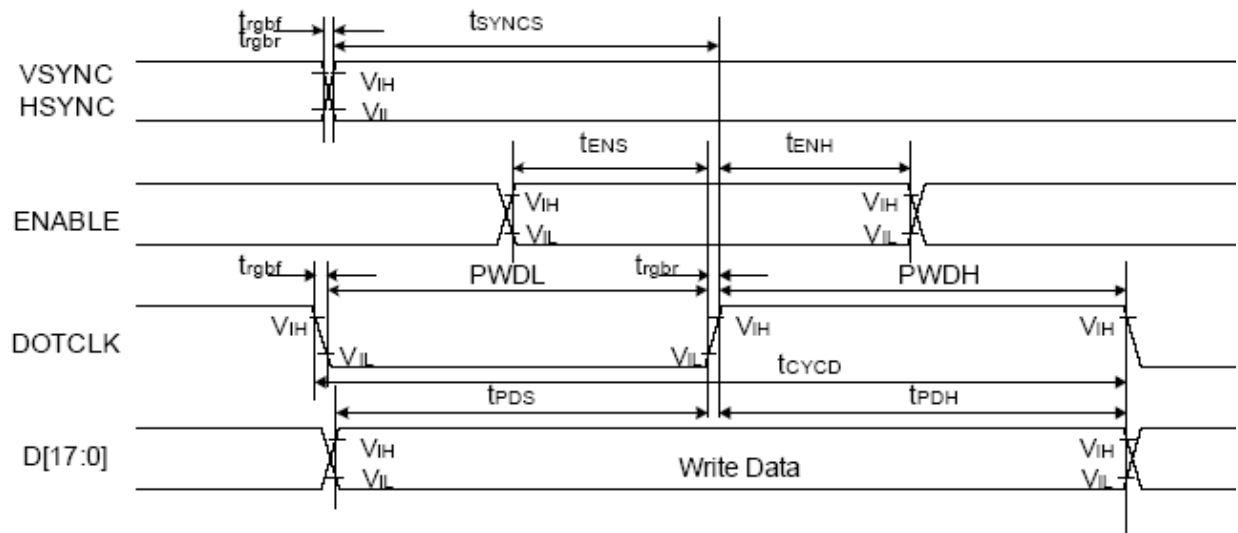 trgbf
trgbr
tSYNCS
VSYNC
HSYNC
VIH
VIL
tENS
tENH
ENABLE
VIH
VIL
VIH
VIL
trgbf
PWDL
trgbr
PWDH
DOTCLK
VIH
VIL
VIL
VIH
VIH
tCYCD
tPDS
tPDH
D[17:0]
VIH
VIL
Write Data
VIH
VIL